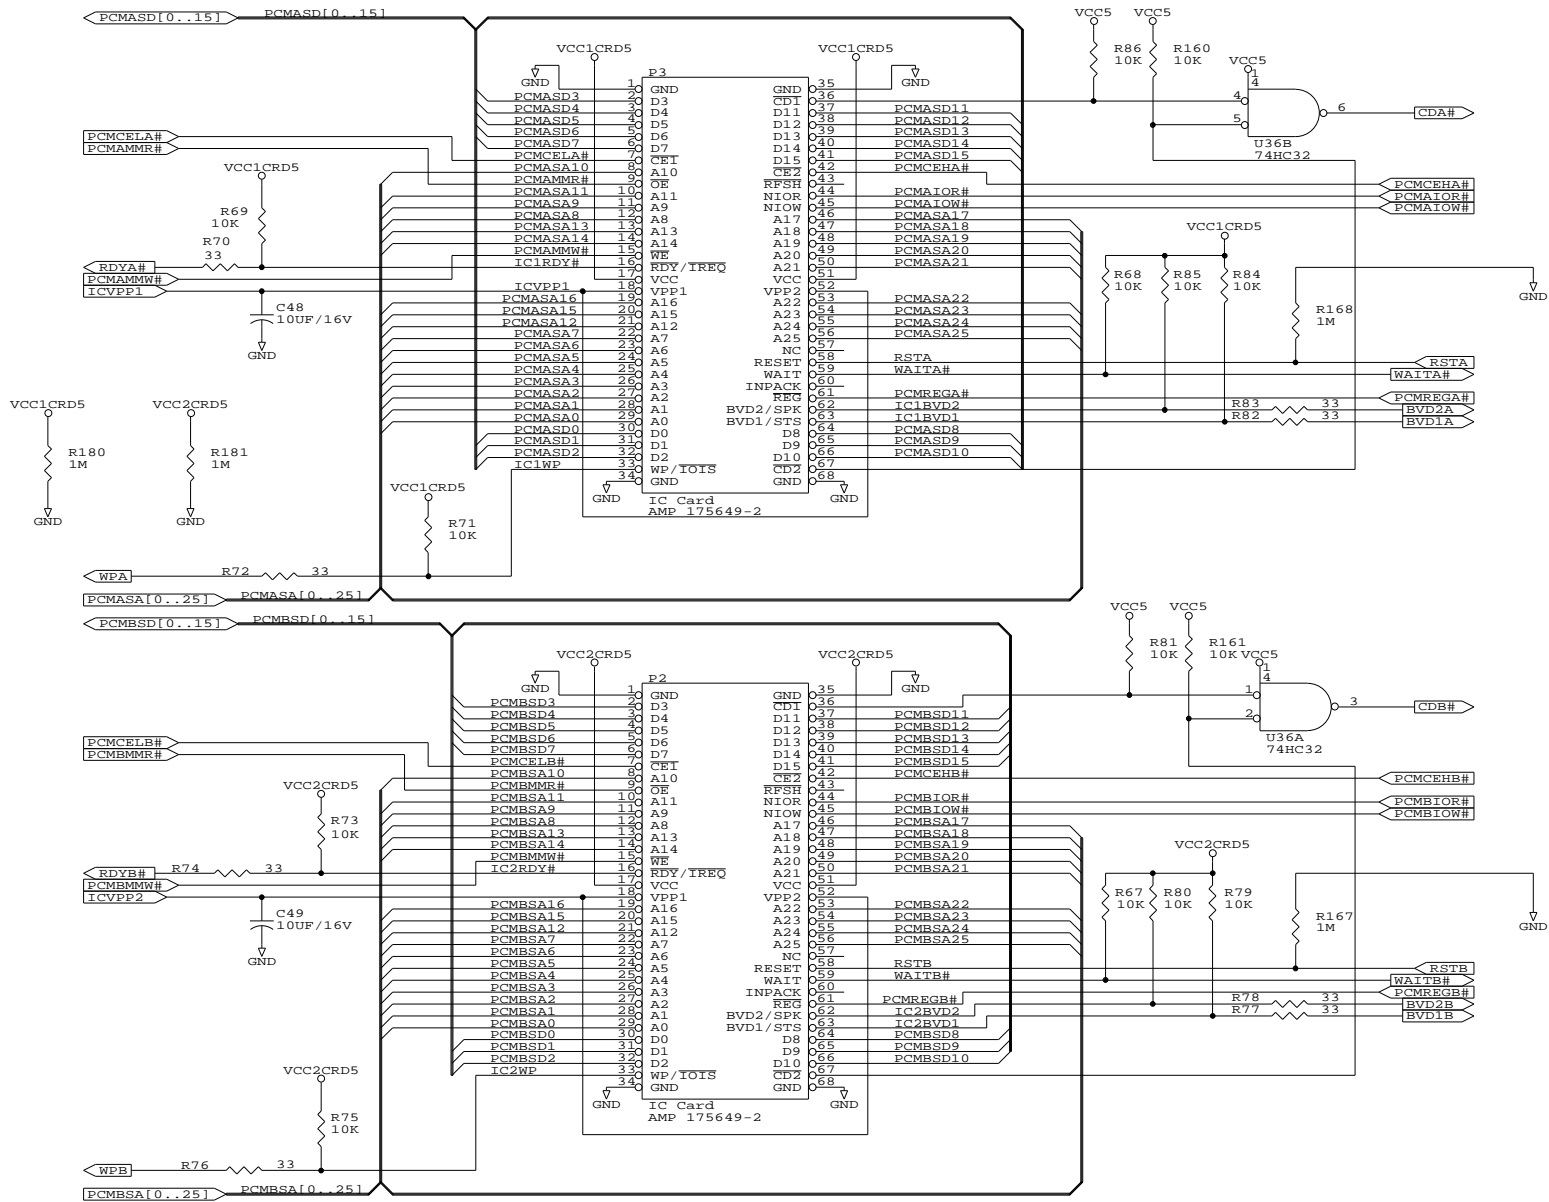 PCMASD[0..15] PCMASD[0..15]
VCC5 VCC5
R86 10K
R160 10K
VCC5
1
4
4
5
6
CDA#
U36B
74HC32
VCC1CRD5 VCC1CRD5
GND GND
P3
PCMCELA#
PCMAMMR#
VCC1CRD5
R69
10K
R70
33
RDYA#
PCMAMMW#
ICVPP1
C48
10UF/16V
GND
1 GND
PCMASD3 2 D3
PCMASD4 3 D4
PCMASD5 4 D5
PCMASD6 5 D6
PCMASD7 6 D7
PCMCELA# 7 CE1
PCMASA10 8 A10
PCMAMMR# 9 OE
PCMASA11 10 A11
PCMASA9 11 A9
PCMASA8 12 A8
PCMASA13 13 A13
PCMASA14 14 A14
PCMAMMW# 15 WE
IC1RDY# 16 RDY/IREQ
17 VCC
ICVPP1 18 VPP1
PCMASA16 19 A16
PCMASA15 20 A15
PCMASA12 21 A12
PCMASA7 22 A7
PCMASA6 23 A6
PCMASA5 24 A5
PCMASA4 25 A4
PCMASA3 26 A3
PCMASA2 27 A2
PCMASA1 28 A1
PCMASA0 29 A0
PCMASD0 30 D0
PCMASD1 31 D1
PCMASD2 32 D2
IC1WP 33 WP/IOIS
34 GND
GND
GND 35
CD1 36
D11 37 PCMASD11
D12 38 PCMASD12
D13 39 PCMASD13
D14 40 PCMASD14
D15 41 PCMASD15
CE2 42 PCMCEHA#
RFSH 43
NIOR 44 PCMAIOR#
NIOW 45 PCMAIOW#
A17 46 PCMASA17
A18 47 PCMASA18
A19 48 PCMASA19
A20 49 PCMASA20
A21 50 PCMASA21
VCC 51
VPP2 52
A22 53 PCMASA22
A23 54 PCMASA23
A24 55 PCMASA24
A25 56 PCMASA25
NC 57
RESET 58 RSTA
WAIT 59 WAITA#
INPACK 60
REG 61 PCMREGA#
BVD2/SPK 62 IC1BVD2
BVD1/STS 63 IC1BVD1
D8 64 PCMASD8
D9 65 PCMASD9
D10 66 PCMASD10
CD2 67
GND 68
GND
IC Card
AMP 175649-2
PCMCEHA#
PCMAIOR#
PCMAIOW#
VCC1CRD5
R68 10K
R85 10K
R84 10K
R168
1M
GND
RSTA
WAITA#
PCMREGA#
R83 33 BVD2A
R82 33 BVD1A
VCC1CRD5 VCC2CRD5
R180 1M
R181 1M
GND GND
VCC1CRD5
R71
10K
WPA R72 33
PCMASA[0..25] PCMASA[0..25]
PCMBSD[0..15] PCMBSD[0..15]
VCC5 VCC5
R81 10K
R161 10K
VCC5
1
4
1
2
3
CDB#
U36A
74HC32
VCC2CRD5 VCC2CRD5
GND GND
P2
PCMCELB#
PCMBMMR#
VCC2CRD5
R73
10K
RDYB# R74 33
PCMBMMW#
ICVPP2
C49
10UF/16V
GND
1 GND
PCMBSD3 2 D3
PCMBSD4 3 D4
PCMBSD5 4 D5
PCMBSD6 5 D6
PCMBSD7 6 D7
PCMCELB# 7 CE1
PCMBSA10 8 A10
PCMBMMR# 9 OE
PCMBSA11 10 A11
PCMBSA9 11 A9
PCMBSA8 12 A8
PCMBSA13 13 A13
PCMBSA14 14 A14
PCMBMMW# 15 WE
IC2RDY# 16 RDY/IREQ
17 VCC
18 VPP1
PCMBSA16 19 A16
PCMBSA15 20 A15
PCMBSA12 21 A12
PCMBSA7 22 A7
PCMBSA6 23 A6
PCMBSA5 24 A5
PCMBSA4 25 A4
PCMBSA3 26 A3
PCMBSA2 27 A2
PCMBSA1 28 A1
PCMBSA0 29 A0
PCMBSD0 30 D0
PCMBSD1 31 D1
PCMBSD2 32 D2
IC2WP 33 WP/IOIS
34 GND
GND
GND 35
CD1 36
D11 37 PCMBSD11
D12 38 PCMBSD12
D13 39 PCMBSD13
D14 40 PCMBSD14
D15 41 PCMBSD15
CE2 42 PCMCEHB#
RFSH 43
NIOR 44 PCMBIOR#
NIOW 45 PCMBIOW#
A17 46 PCMBSA17
A18 47 PCMBSA18
A19 48 PCMBSA19
A20 49 PCMBSA20
A21 50 PCMBSA21
VCC 51
VPP2 52
A22 53 PCMBSA22
A23 54 PCMBSA23
A24 55 PCMBSA24
A25 56 PCMBSA25
NC 57
RESET 58 RSTB
WAIT 59 WAITB#
INPACK 60
REG 61 PCMREGB#
BVD2/SPK 62 IC2BVD2
BVD1/STS 63 IC2BVD1
D8 64 PCMBSD8
D9 65 PCMBSD9
D10 66 PCMBSD10
CD2 67
GND 68
GND
IC Card
AMP 175649-2
PCMCEHB#
PCMBIOR#
PCMBIOW#
VCC2CRD5
R67 10K
R80 10K
R79 10K
R167
1M
GND
RSTB
WAITB#
PCMREGB#
R78 33 BVD2B
R77 33 BVD1B
VCC2CRD5
R75
10K
WPB R76 33
PCMBSA[0..25] PCMBSA[0..25]